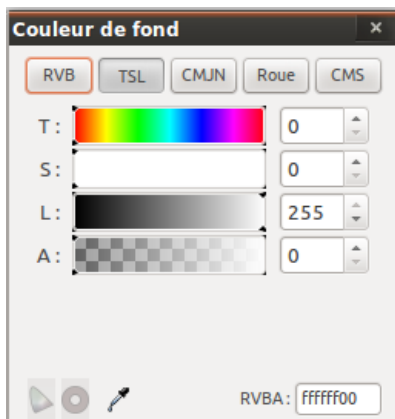 Couleur de fond
RVB TSL CMJN Roue CMS
T : 0
S : 0
L : 255
A : 0
RVBA : ffffff00